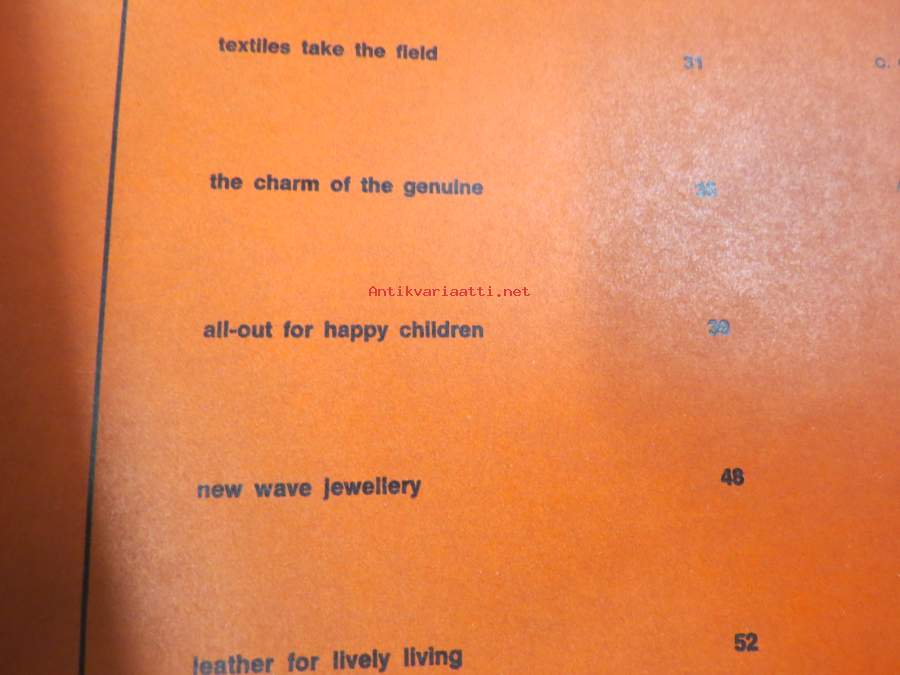 textiles take the field 31 c.
the charm of the genuine
Antikvariaatti.net
all-out for happy children 39
new wave jewellery 48
leather for lively living 52